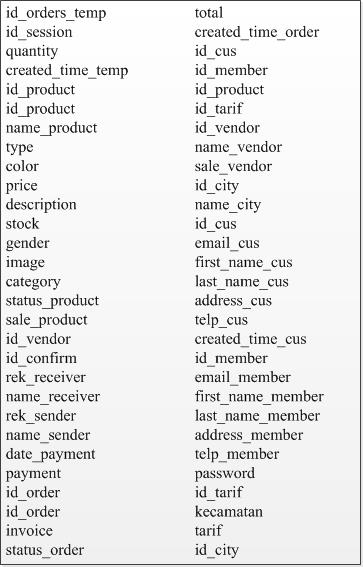 id_orders_temp
id_session
quantity
created_time_temp
id_product
id_product
name_product
type
color
price
description
stock
gender
image
category
status_product
sale_product
id_vendor
id_confirm
rek_receiver
name_receiver
rek_sender
name_sender
date_payment
payment
id_order
id_order
invoice
status_order
total
created_time_order
id_cus
id_member
id_product
id_tarif
id_vendor
name_vendor
sale_vendor
id_city
name_city
id_cus
email_cus
first_name_cus
last_name_cus
address_cus
telp_cus
created_time_cus
id_member
email_member
first_name_member
last_name_member
address_member
telp_member
password
id_tarif
kecamatan
tarif
id_city